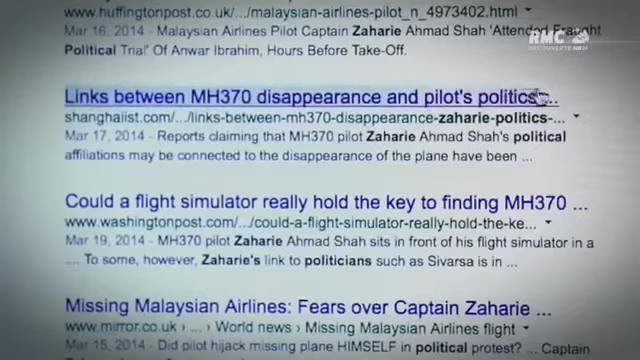 www.huffingtonpost.co.uk/.../malaysian-airlines-pilot_n_4973402.html
Mar 16, 2014 - Malaysian Airlines Pilot Captain Zaharie Ahmad Shah 'Attended Fraught
Political Trial' Of Anwar Ibrahim, Hours Before Take-Off.
RMC
DÉCOUVERTE
Links between MH370 disappearance and pilot's politics ...
shanghaiist.com/.../links-between-mh370-disappearance-zaharie-politics-...
Mar 17, 2014 - Reports claiming that MH370 pilot Zaharie Ahmad Shah's political
affiliations may be connected to the disappearance of the plane have been ...
Could a flight simulator really hold the key to finding MH370 ...
www.washingtonpost.com/.../could-a-flight-simulator-really-hold-the-ke...
Mar 19, 2014 - MH370 pilot Zaharie Ahmad Shah sits in front of his flight simulator in a
... To some, however, Zaharie's link to politicians such as Sivarsa is in ...
Missing Malaysian Airlines: Fears over Captain Zaharie ...
www.mirror.co.uk › ... › World news › Missing Malaysian Airlines flight
Mar 15, 2014 - Did pilot hijack missing plane HIMSELF in political protest? ... Captain